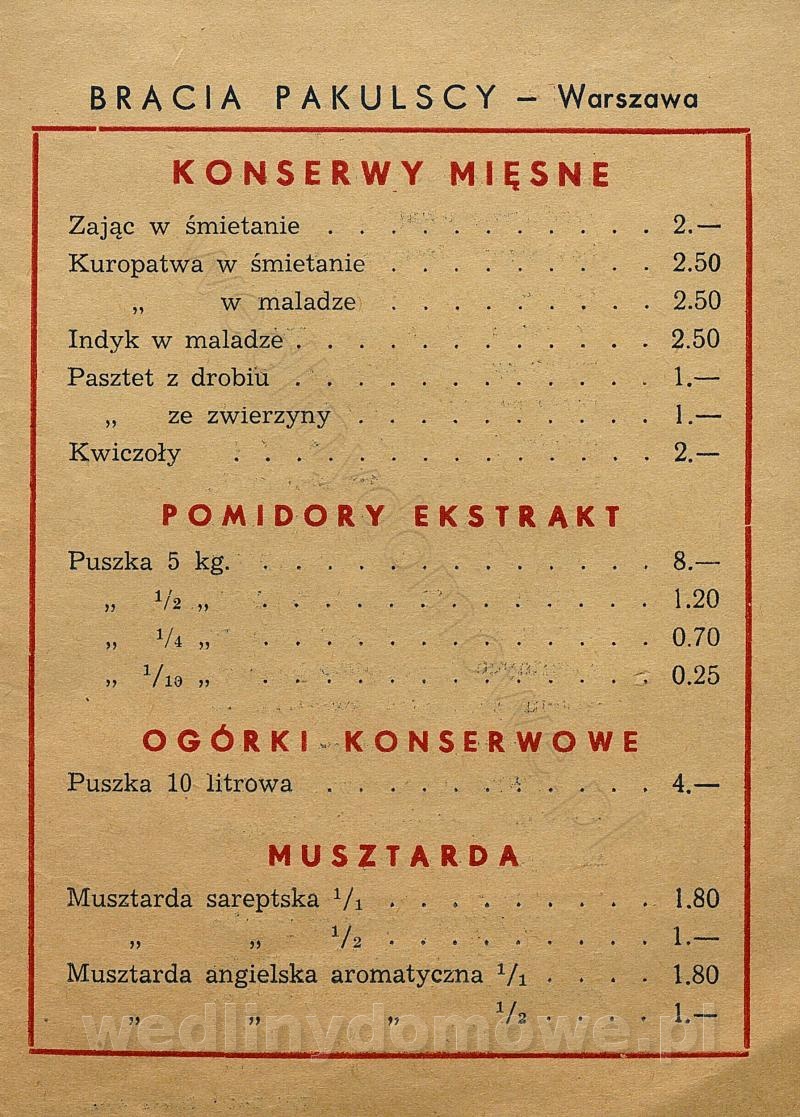 BRACIA PAKULSCY – Warszawa
KONSERWY MIĘSNE
Zając w śmietanie . . . . . . . . . . . 2.—
Kuropatwa w śmietanie . . . . . . . . . 2.50
„ w maladze . . . . . . . . . 2.50
Indyk w maladze . . . . . . . . . . . . 2.50
Pasztet z drobiu . . . . . . . . . . . . 1.—
„ ze zwierzyny . . . . . . . . . . 1.—
Kwiczoły . . . . . . . . . . . . . . 2.—
POMIDORY EKSTRAKT
Puszka 5 kg. . . . . . . . . . . . . . 8.—
„ 1/2 „ . . . . . . . . . . . . . 1.20
„ 1/4 „ . . . . . . . . . . . . . 0.70
„ 1/10 „ . . . . . . . . . . . . . 0.25
OGÓRKI KONSERWOWE
Puszka 10 litrowa . . . . . . . . . . . 4.—
MUSZTARDA
Musztarda sareptska 1/1 . . . . . . . . . 1.80
„ „ 1/2 . . . . . . . . . 1.—
Musztarda angielska aromatyczna 1/1 . . . . 1.80
„ „ „ 1/2 . . . . 1.—
wedlinydomowe.pl
wedlinydomowe.pl